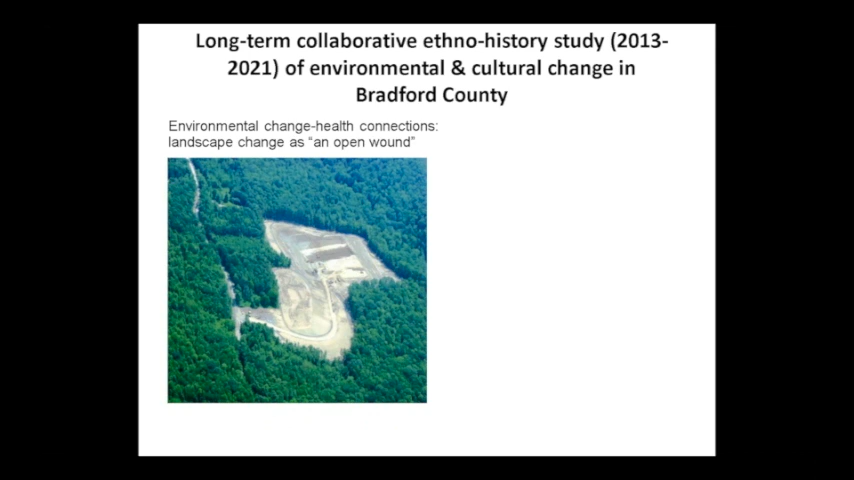 Long-term collaborative ethno-history study (2013-
2021) of environmental & cultural change in
Bradford County
Environmental change-health connections:
landscape change as “an open wound”